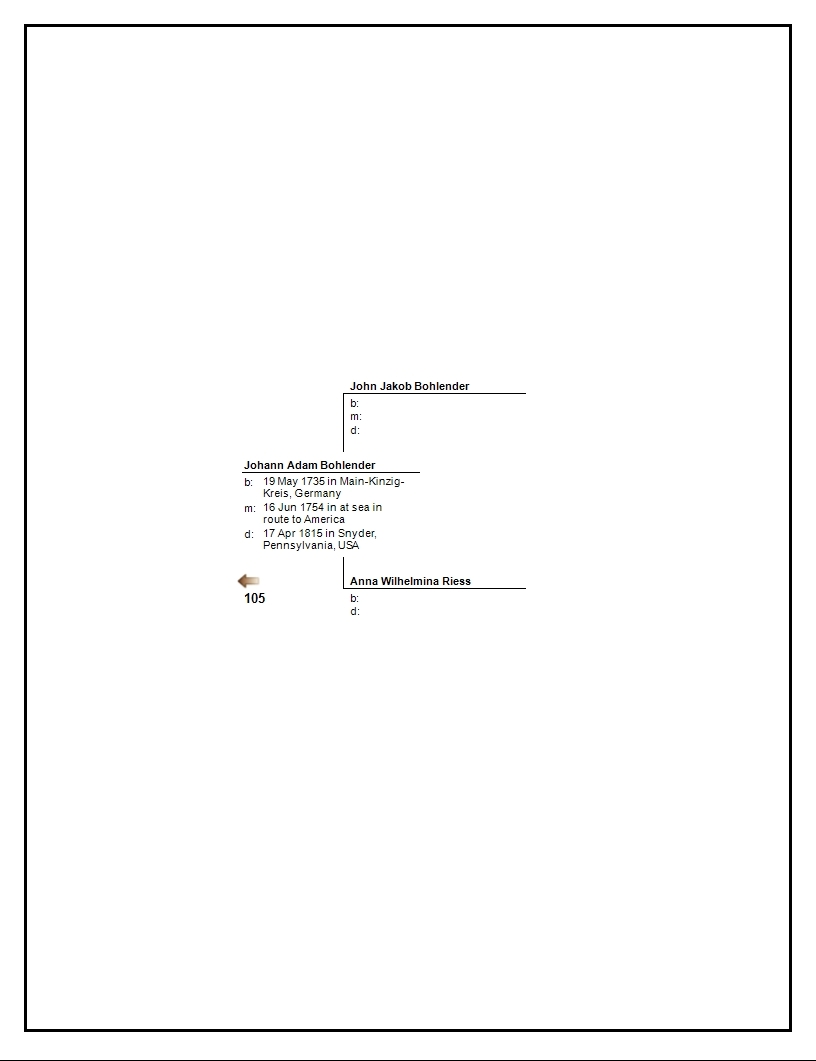 John Jakob Bohlender
b:
m:
d:
Johann Adam Bohlender
b: 19 May 1735 in Main-Kinzig-
Kreis, Germany
m: 16 Jun 1754 in at sea in
route to America
d: 17 Apr 1815 in Snyder,
Pennsylvania, USA
Anna Wilhelmina Riess
105
b:
d: